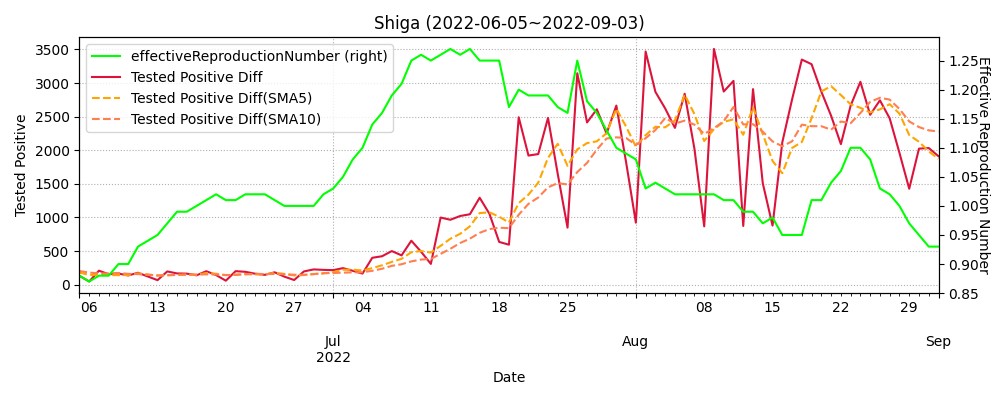 Shiga (2022-06-05~2022-09-03)
effectiveReproductionNumber (right)
Tested Positive Diff
Tested Positive Diff(SMA5)
Tested Positive Diff(SMA10)
Tested Positive
3500
3000
2500
2000
1500
1000
500
0
Effective Reproduction Number
1.25
1.20
1.15
1.10
1.05
1.00
0.95
0.90
0.85
06 13 20 27 04 11 18 25 08 15 22 29
Jul Aug Sep
2022
Date